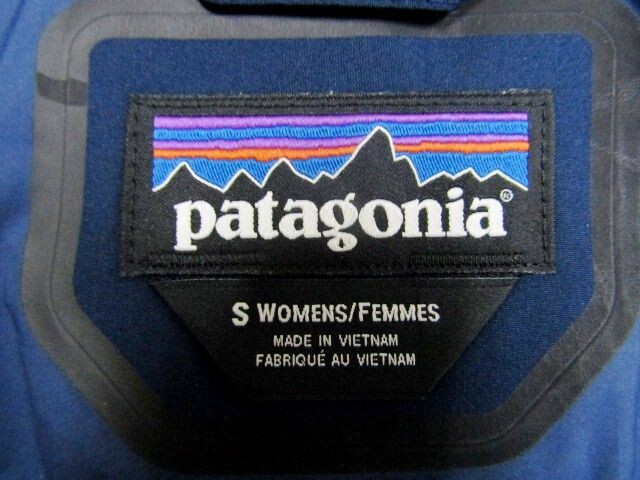 patagonia®
S WOMENS/FEMMES
MADE IN VIETNAM
FABRIQUÉ AU VIETNAM